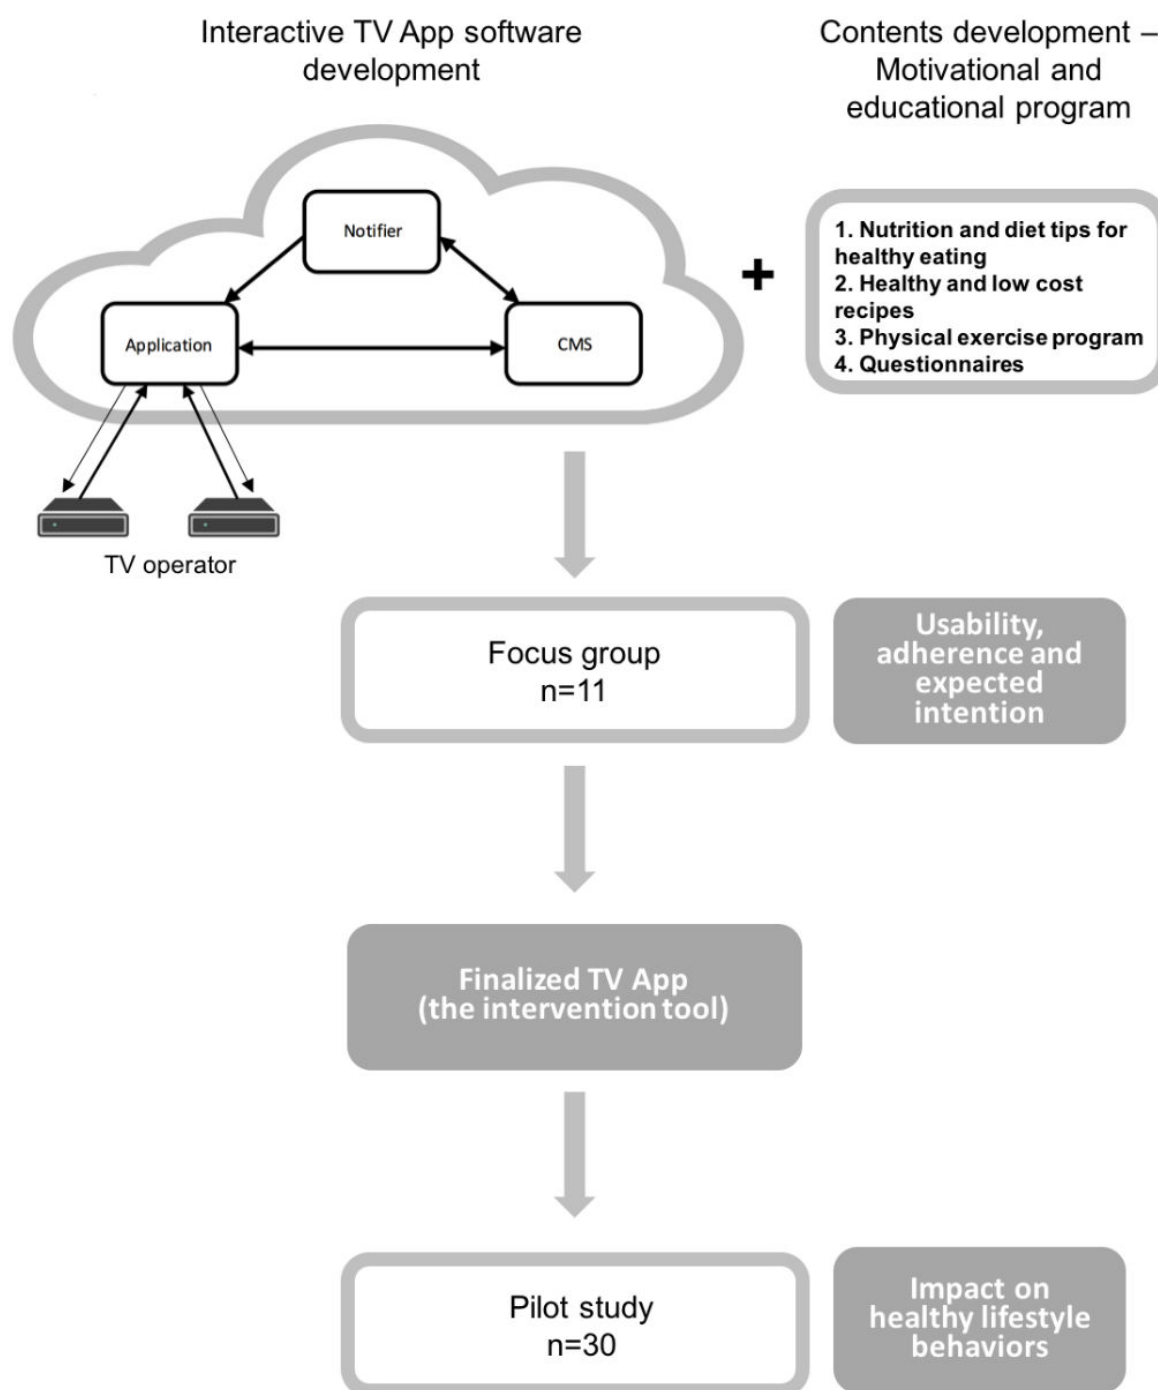 Interactive TV App software
development
Contents development –
Motivational and
educational program
Notifier
Application
CMS
TV operator
+
1. Nutrition and diet tips for
healthy eating
2. Healthy and low cost
recipes
3. Physical exercise program
4. Questionnaires
Focus group
n=11
Usability,
adherence and
expected
intention
Finalized TV App
(the intervention tool)
Pilot study
n=30
Impact on
healthy lifestyle
behaviors